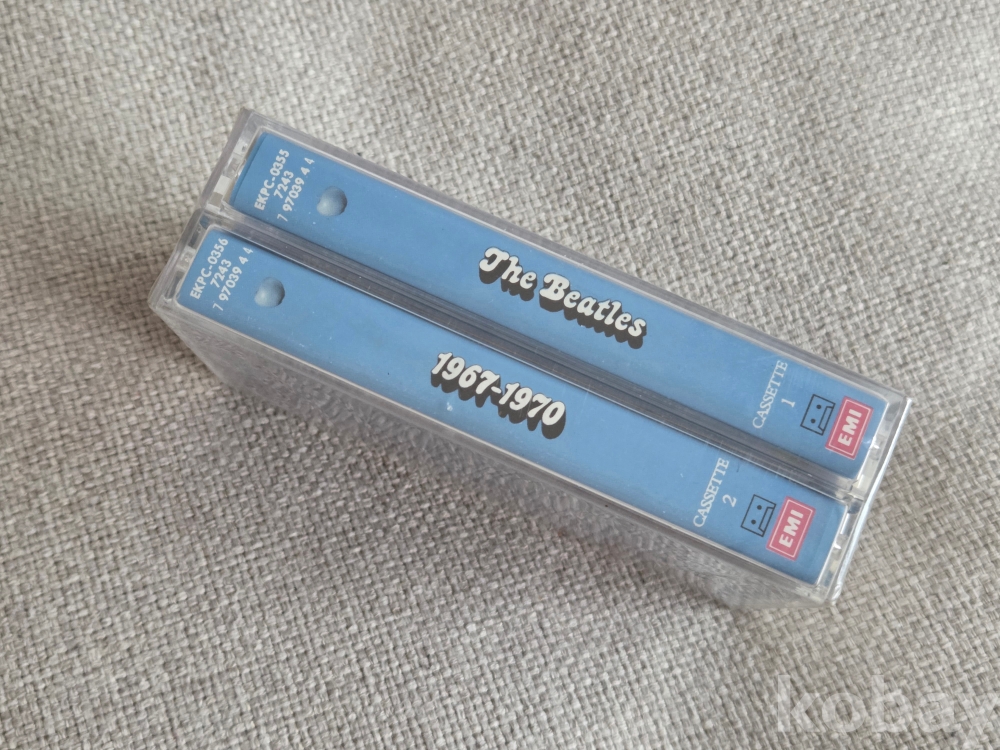 EKPC-0355
7243
7 97039 4 4
The Beatles
CASSETTE
1
EMI
EKPC-0356
7243
7 97039 4 4
1967-1970
CASSETTE
2
EMI
kobay